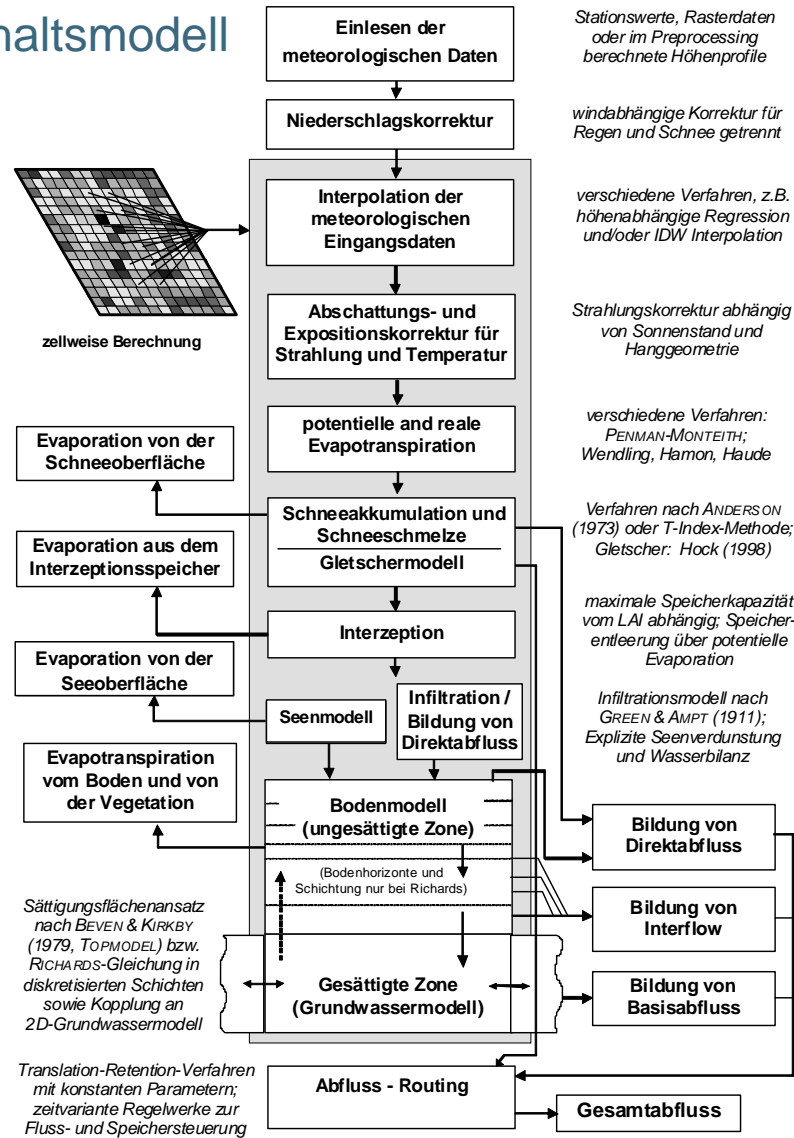 haltsmodell
Einlesen der
meteorologischen Daten
Stationswerte, Rasterdaten
oder im Preprocessing
berechnete Höhenprofile
Niederschlagskorrektur
windabhängige Korrektur für
Regen und Schnee getrennt
zellweise Berechnung
Interpolation der
meteorologischen
Eingangsdaten
verschiedene Verfahren, z.B.
höhenabhängige Regression
und/oder IDW Interpolation
Abschattungs- und
Expositionskorrektur für
Strahlung und Temperatur
Strahlungskorrektur abhängig
von Sonnenstand und
Hanggeometrie
potentielle and reale
Evapotranspiration
verschiedene Verfahren:
PENMAN-MONTEITH;
Wendling, Hamon, Haude
Evaporation von der
Schneeoberfläche
Schneeakkumulation und
Schneeschmelze
Gletschermodell
Verfahren nach ANDERSON
(1973) oder T-Index-Methode;
Gletscher: Hock (1998)
Evaporation aus dem
Interzeptionsspeicher
Interzeption
maximale Speicherkapazität
vom LAI abhängig; Speicher-
entleerung über potentielle
Evaporation
Evaporation von der
Seeoberfläche
Seenmodell
Infiltration /
Bildung von
Direktabfluss
Infiltrationsmodell nach
GREEN & AMPT (1911);
Explizite Seenverdunstung
und Wasserbilanz
Evapotranspiration
vom Boden und von
der Vegetation
Bodenmodell
(ungesättigte Zone)
(Bodenhorizonte und
Schichtung nur bei Richards)
Bildung von
Direktabfluss
Bildung von
Interflow
Sättigungsflächenansatz
nach BEVEN & KIRKBY
(1979, TOPMODEL) bzw.
RICHARDS-Gleichung in
diskretisierten Schichten
sowie Kopplung an
2D-Grundwassermodell
Gesättigte Zone
(Grundwassermodell)
Bildung von
Basisabfluss
Translation-Retention-Verfahren
mit konstanten Parametern;
zeitvariante Regelwerke zur
Fluss- und Speichersteuerung
Abfluss - Routing
Gesamtabfluss